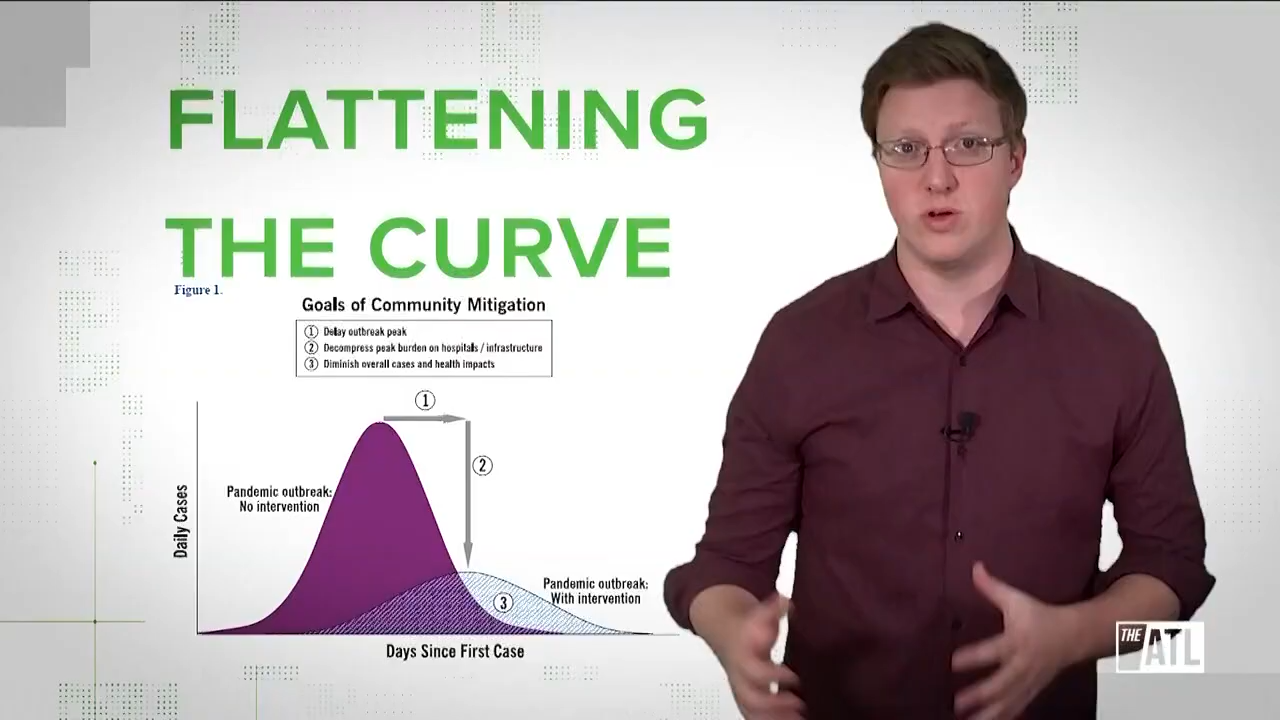 FLATTENING
THE CURVE
Figure 1.
Goals of Community Mitigation
① Delay outbreak peak
② Decompress peak burden on hospitals / infrastructure
③ Diminish overall cases and health impacts
①
②
Pandemic outbreak:
No intervention
Daily Cases
Pandemic outbreak:
With intervention
③
Days Since First Case
THE ATL